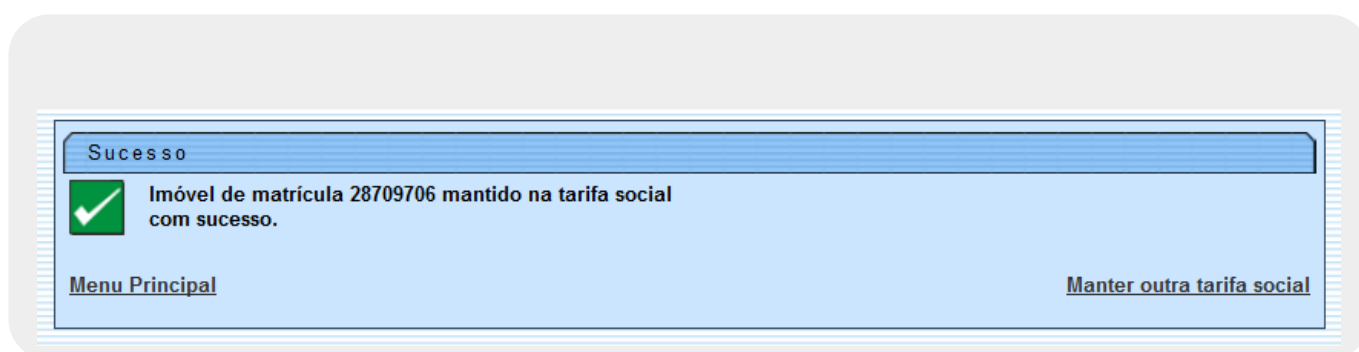 Sucesso
Imóvel de matrícula 28709706 mantido na tarifa social
com sucesso.
Menu Principal
Manter outra tarifa social